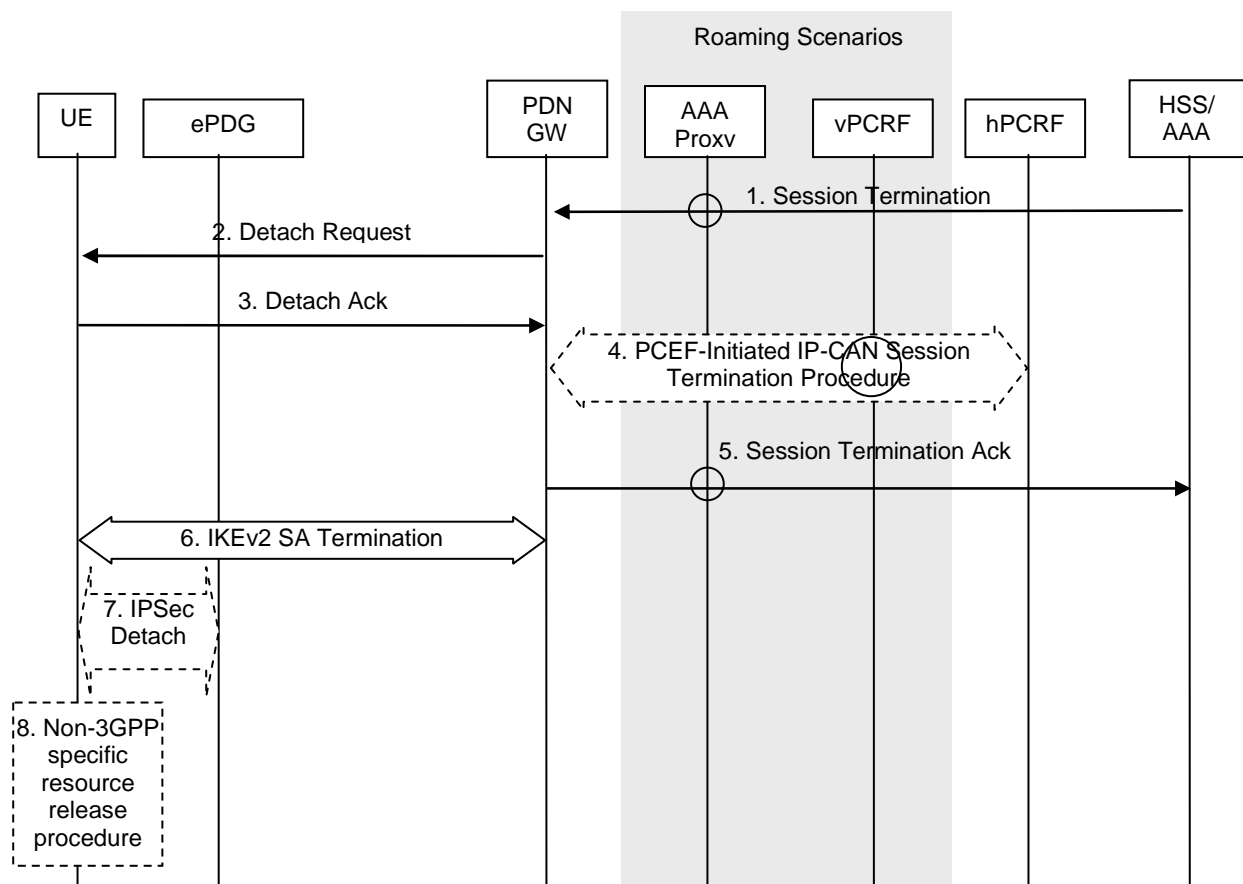 Roaming Scenarios
UE
ePDG
PDN
GW
AAA
Proxv
vPCRF
hPCRF
HSS/
AAA
1. Session Termination
2. Detach Request
3. Detach Ack
4. PCEF-Initiated IP-CAN Session
Termination Procedure
5. Session Termination Ack
6. IKEv2 SA Termination
7. IPSec
Detach
8. Non-3GPP
specific
resource
release
procedure